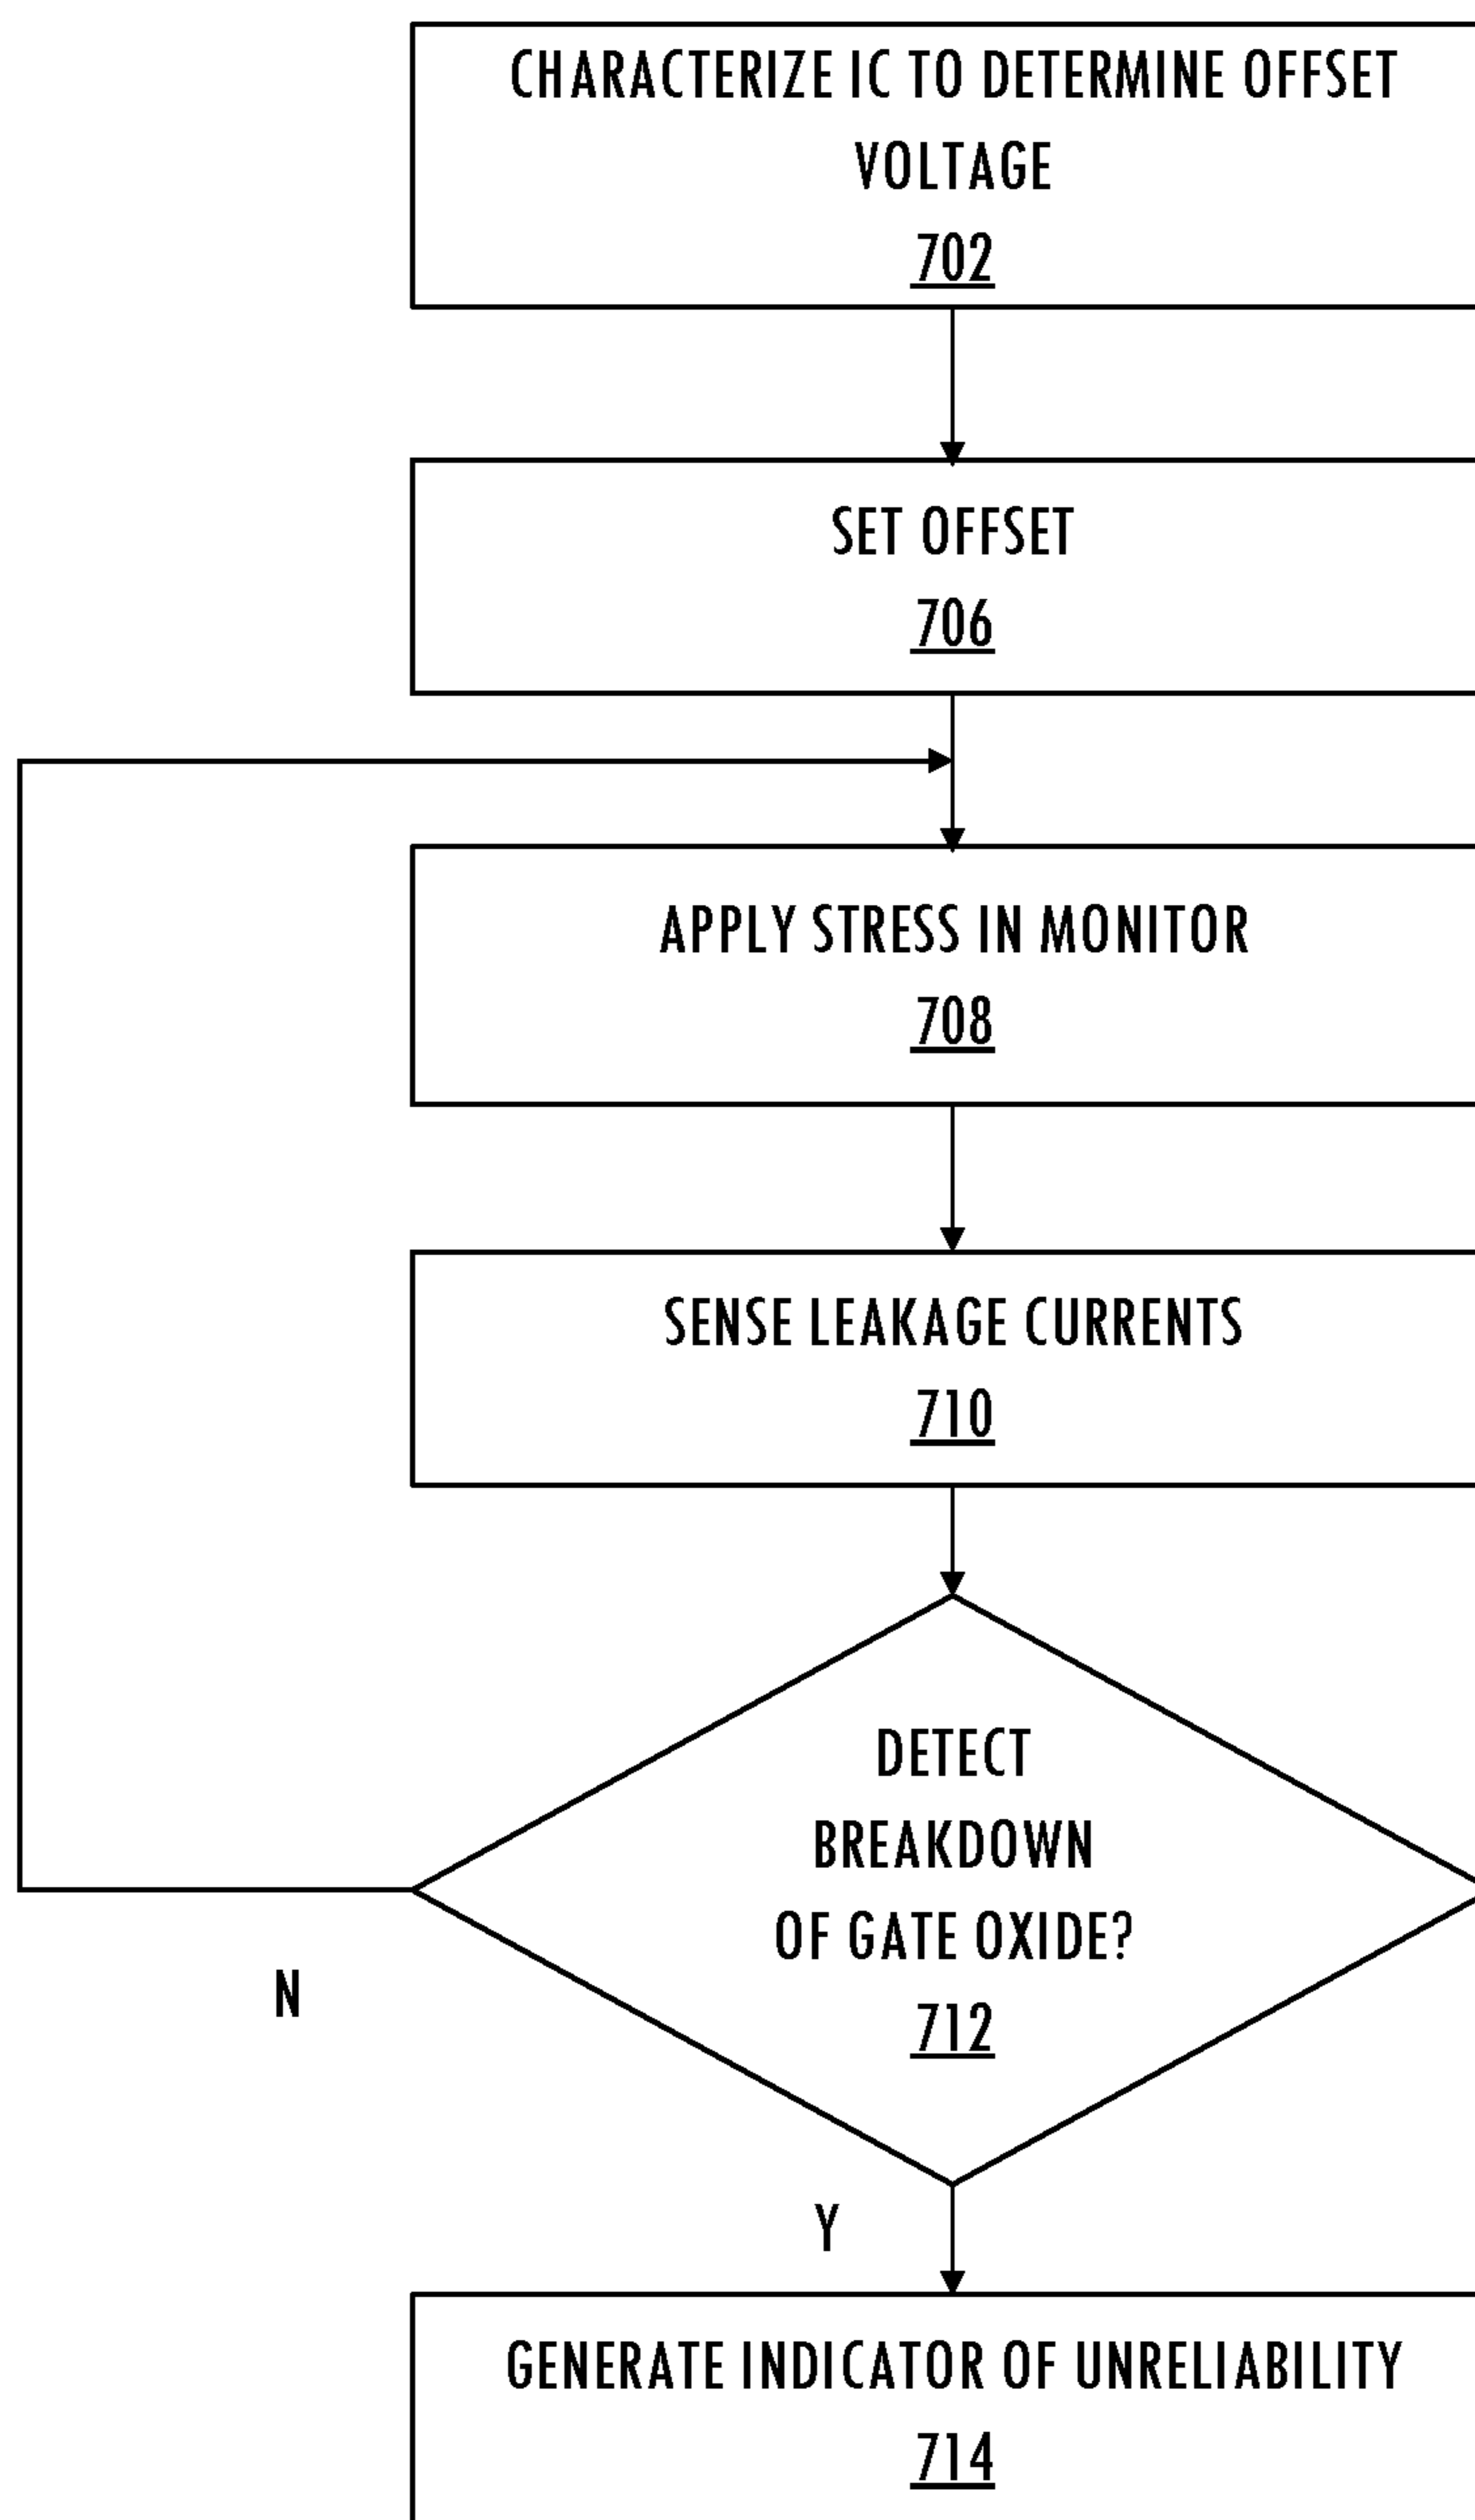 CHARACTERIZE IC TO DETERMINE OFFSET
VOLTAGE
702
SET OFFSET
706
APPLY STRESS IN MONITOR
708
SENSE LEAKAGE CURRENTS
710
DETECT
BREAKDOWN
OF GATE OXIDE?
712
N
Y
GENERATE INDICATOR OF UNRELIABILITY
714